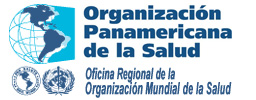 Organización
Panamericana
de la Salud
Oficina Regional de la
Organización Mundial de la Salud